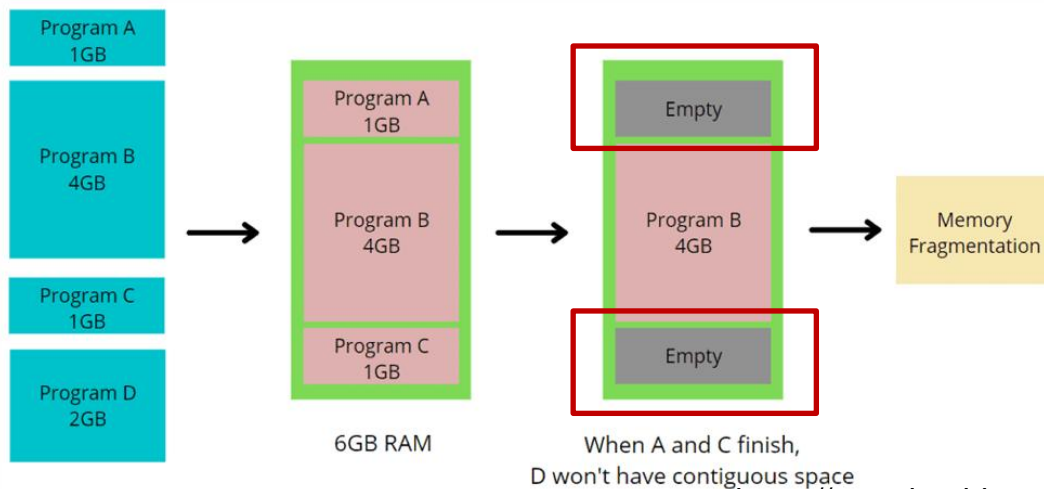 Program A
1GB
Program B
4GB
Program C
1GB
Program D
2GB
Program A
1GB
Program B
4GB
Program C
1GB
6GB RAM
Empty
Program B
4GB
Empty
When A and C finish,
D won't have contiguous space
Memory
Fragmentation